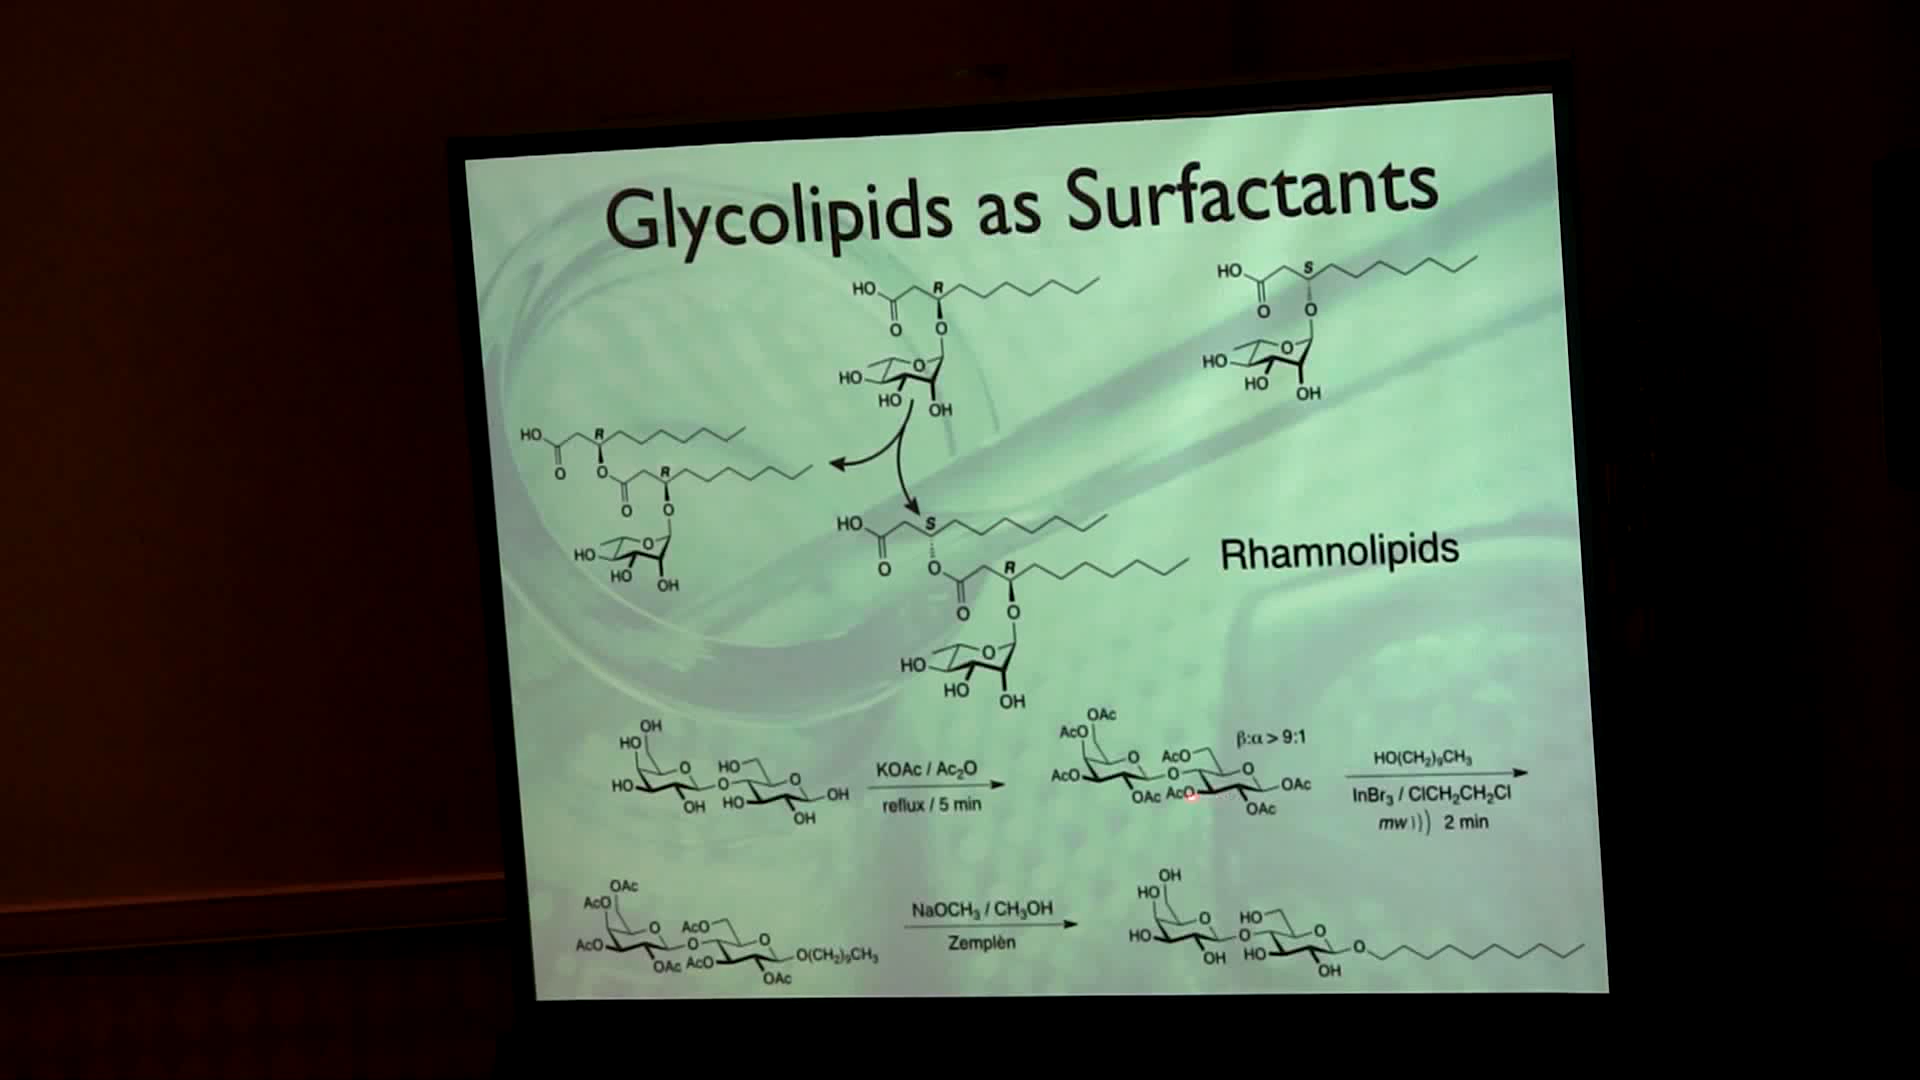 Glycolipids as Surfactants
HO R
O O
O
HO
HO OH
HO S
O O
O
HO
HO OH
HO R
O O R
O O
O
HO
HO OH
HO S
O O R
O O
O
HO
HO OH
Rhamnolipids
OH
HO
HO O O HO O OH
OH HO OH
KOAc / Ac₂O
reflux / 5 min
OAc
AcO
AcO O O AcO O OAc
OAc AcO OAc
β:α > 9:1
HO(CH₂)₉CH₃
InBr₃ / ClCH₂CH₂Cl
mw ))) 2 min
OAc
AcO
AcO O O AcO O O(CH₂)₉CH₃
OAc AcO OAc
NaOCH₃ / CH₃OH
Zemplèn
OH
HO
HO O O HO O O
OH HO OH